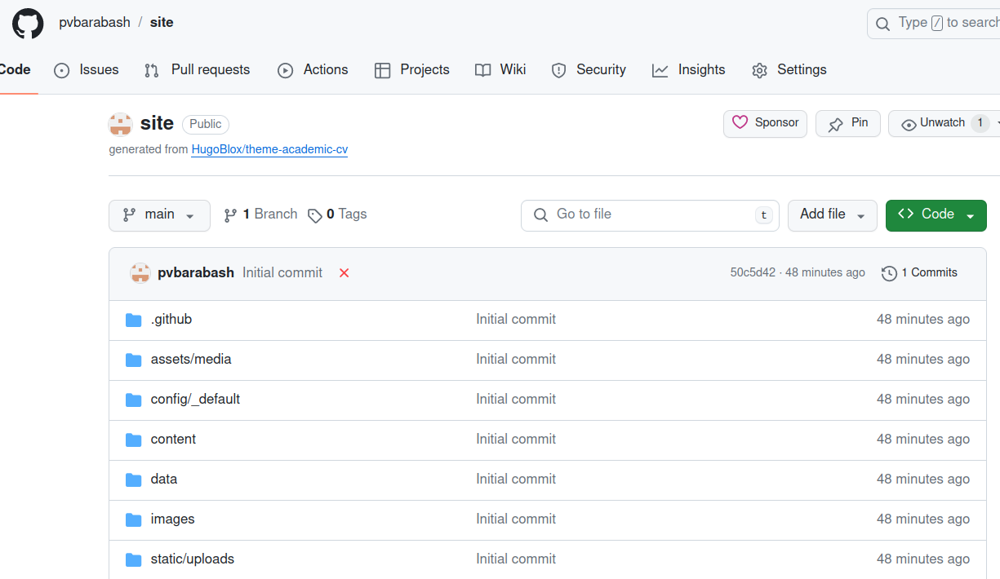 pvbarabash / site
Type / to search
Code Issues Pull requests Actions Projects Wiki Security Insights Settings
site Public
Sponsor Pin Unwatch 1
generated from HugoBlox/theme-academic-cv
main 1 Branch 0 Tags Go to file t Add file Code
pvbarabash Initial commit 50c5d42 · 48 minutes ago 1 Commits
.github Initial commit 48 minutes ago
assets/media Initial commit 48 minutes ago
config/_default Initial commit 48 minutes ago
content Initial commit 48 minutes ago
data Initial commit 48 minutes ago
images Initial commit 48 minutes ago
static/uploads Initial commit 48 minutes ago